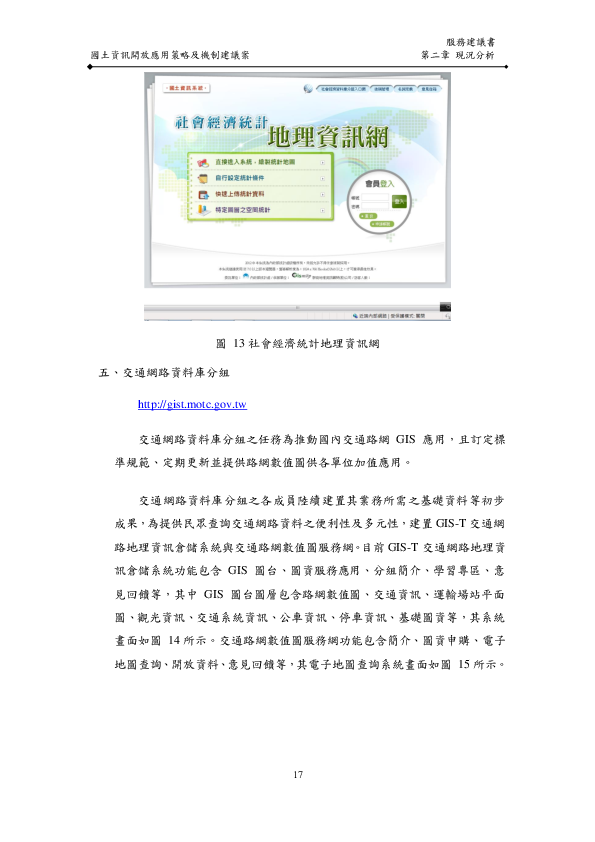 服務建議書
國土資訊開放應用策略及機制建議案 第二章 現況分析
國土資訊系統
社會經濟統計
地理資訊網
直接進入系統，繪製統計地圖
自行設定統計條件
快速上傳統計資料
特定圖層之空間統計
會員登入
帳號
密碼
登入
圖 13 社會經濟統計地理資訊網
五、交通網路資料庫分組
http://gist.motc.gov.tw
交通網路資料庫分組之任務為推動國內交通路網 GIS 應用，且訂定標
準規範、定期更新並提供路網數值圖供各單位加值應用。
交通網路資料庫分組之各成員陸續建置其業務所需之基礎資料等初步
成果，為提供民眾查詢交通網路資料之便利性及多元性，建置 GIS-T 交通網
路地理資訊倉儲系統與交通路網數值圖服務網。目前 GIS-T 交通網路地理資
訊倉儲系統功能包含 GIS 圖台、圖資服務應用、分組簡介、學習專區、意
見回饋等，其中 GIS 圖台圖層包含路網數值圖、交通資訊、運輸場站平面
圖、觀光資訊、交通系統資訊、公車資訊、停車資訊、基礎圖資等，其系統
畫面如圖 14 所示。交通路網數值圖服務網功能包含簡介、圖資申購、電子
地圖查詢、開放資料、意見回饋等，其電子地圖查詢系統畫面如圖 15 所示。
17